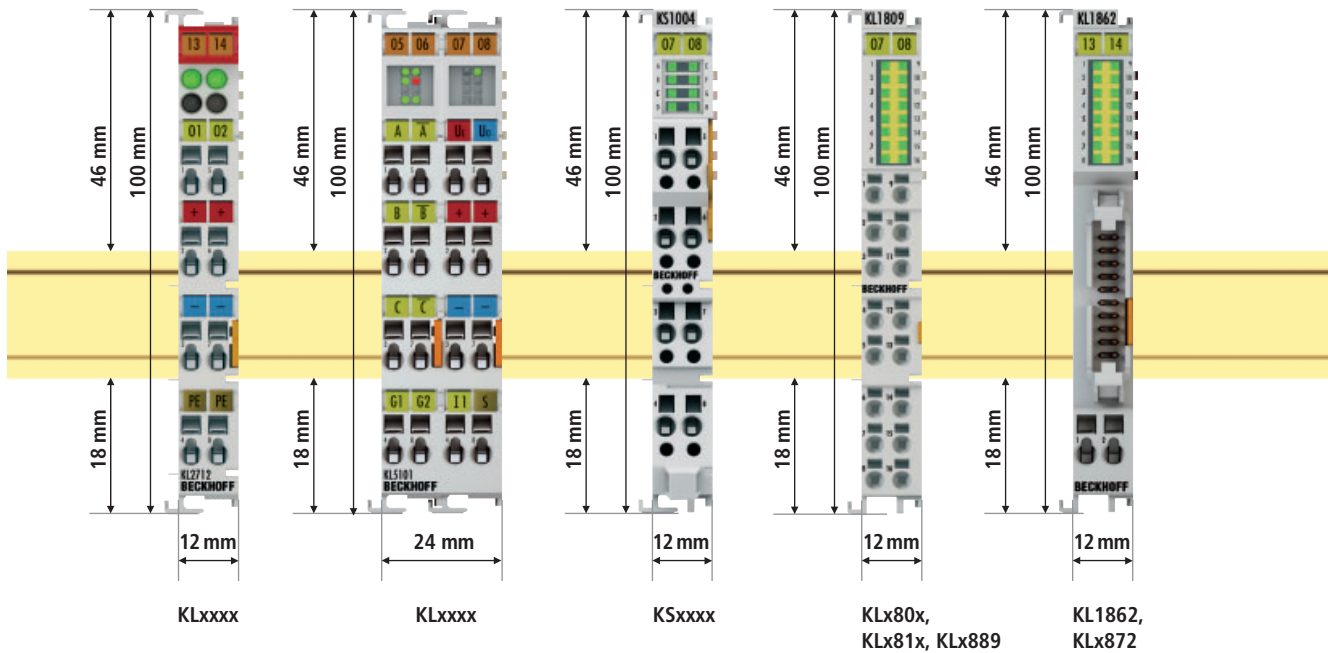 KS1004 KL1809 KL1862
13 14 05 06 07 08 07 08 07 08 13 14
01 02 A A̅ U
46 mm 100 mm 46 mm 100 mm 46 mm 100 mm 46 mm 100 mm 46 mm 100 mm
+ + B B̅ + +
BECKHOFF
BECKHOFF
− − C C̅ − −
PE PE G1 G2 I1 S
18 mm 18 mm 18 mm 18 mm 18 mm
KL2712 KL5101
BECKHOFF BECKHOFF BECKHOFF
12 mm 24 mm 12 mm 12 mm 12 mm
KLxxxx KLxxxx KSxxxx KLx80x, KL1862,
KLx81x, KLx889 KLx872